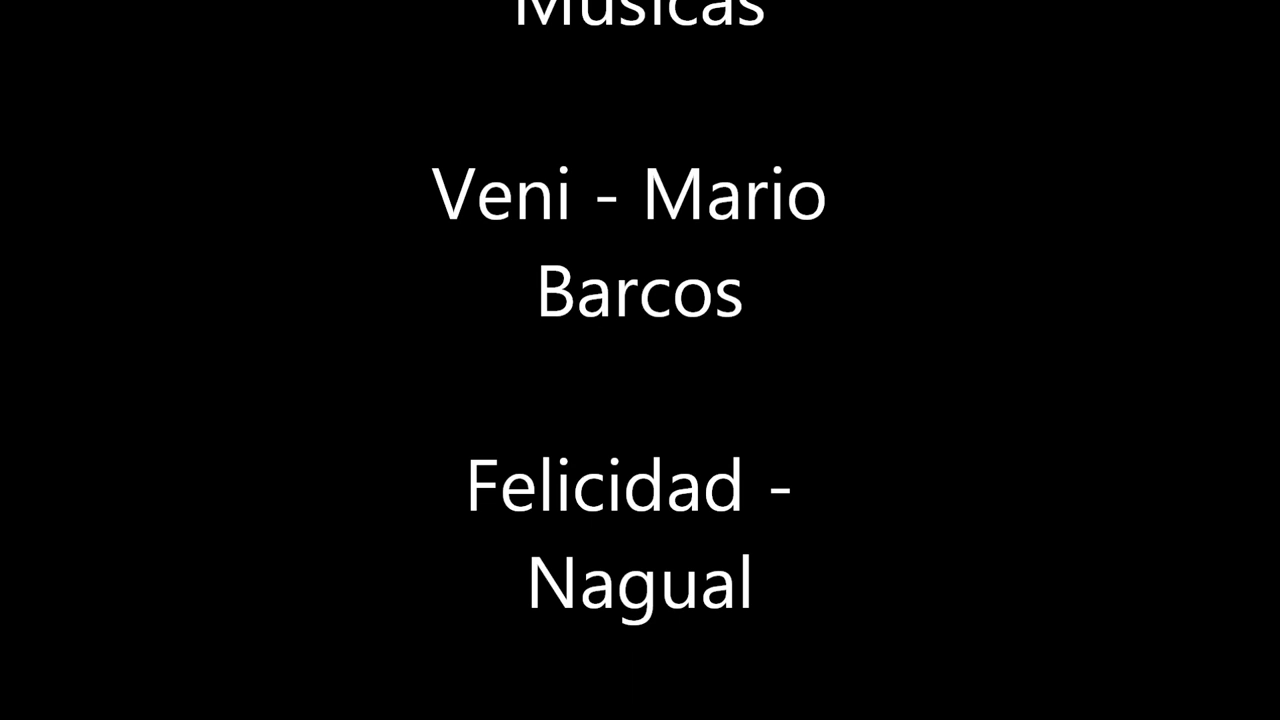 Musicas
Veni - Mario
Barcos
Felicidad -
Nagual